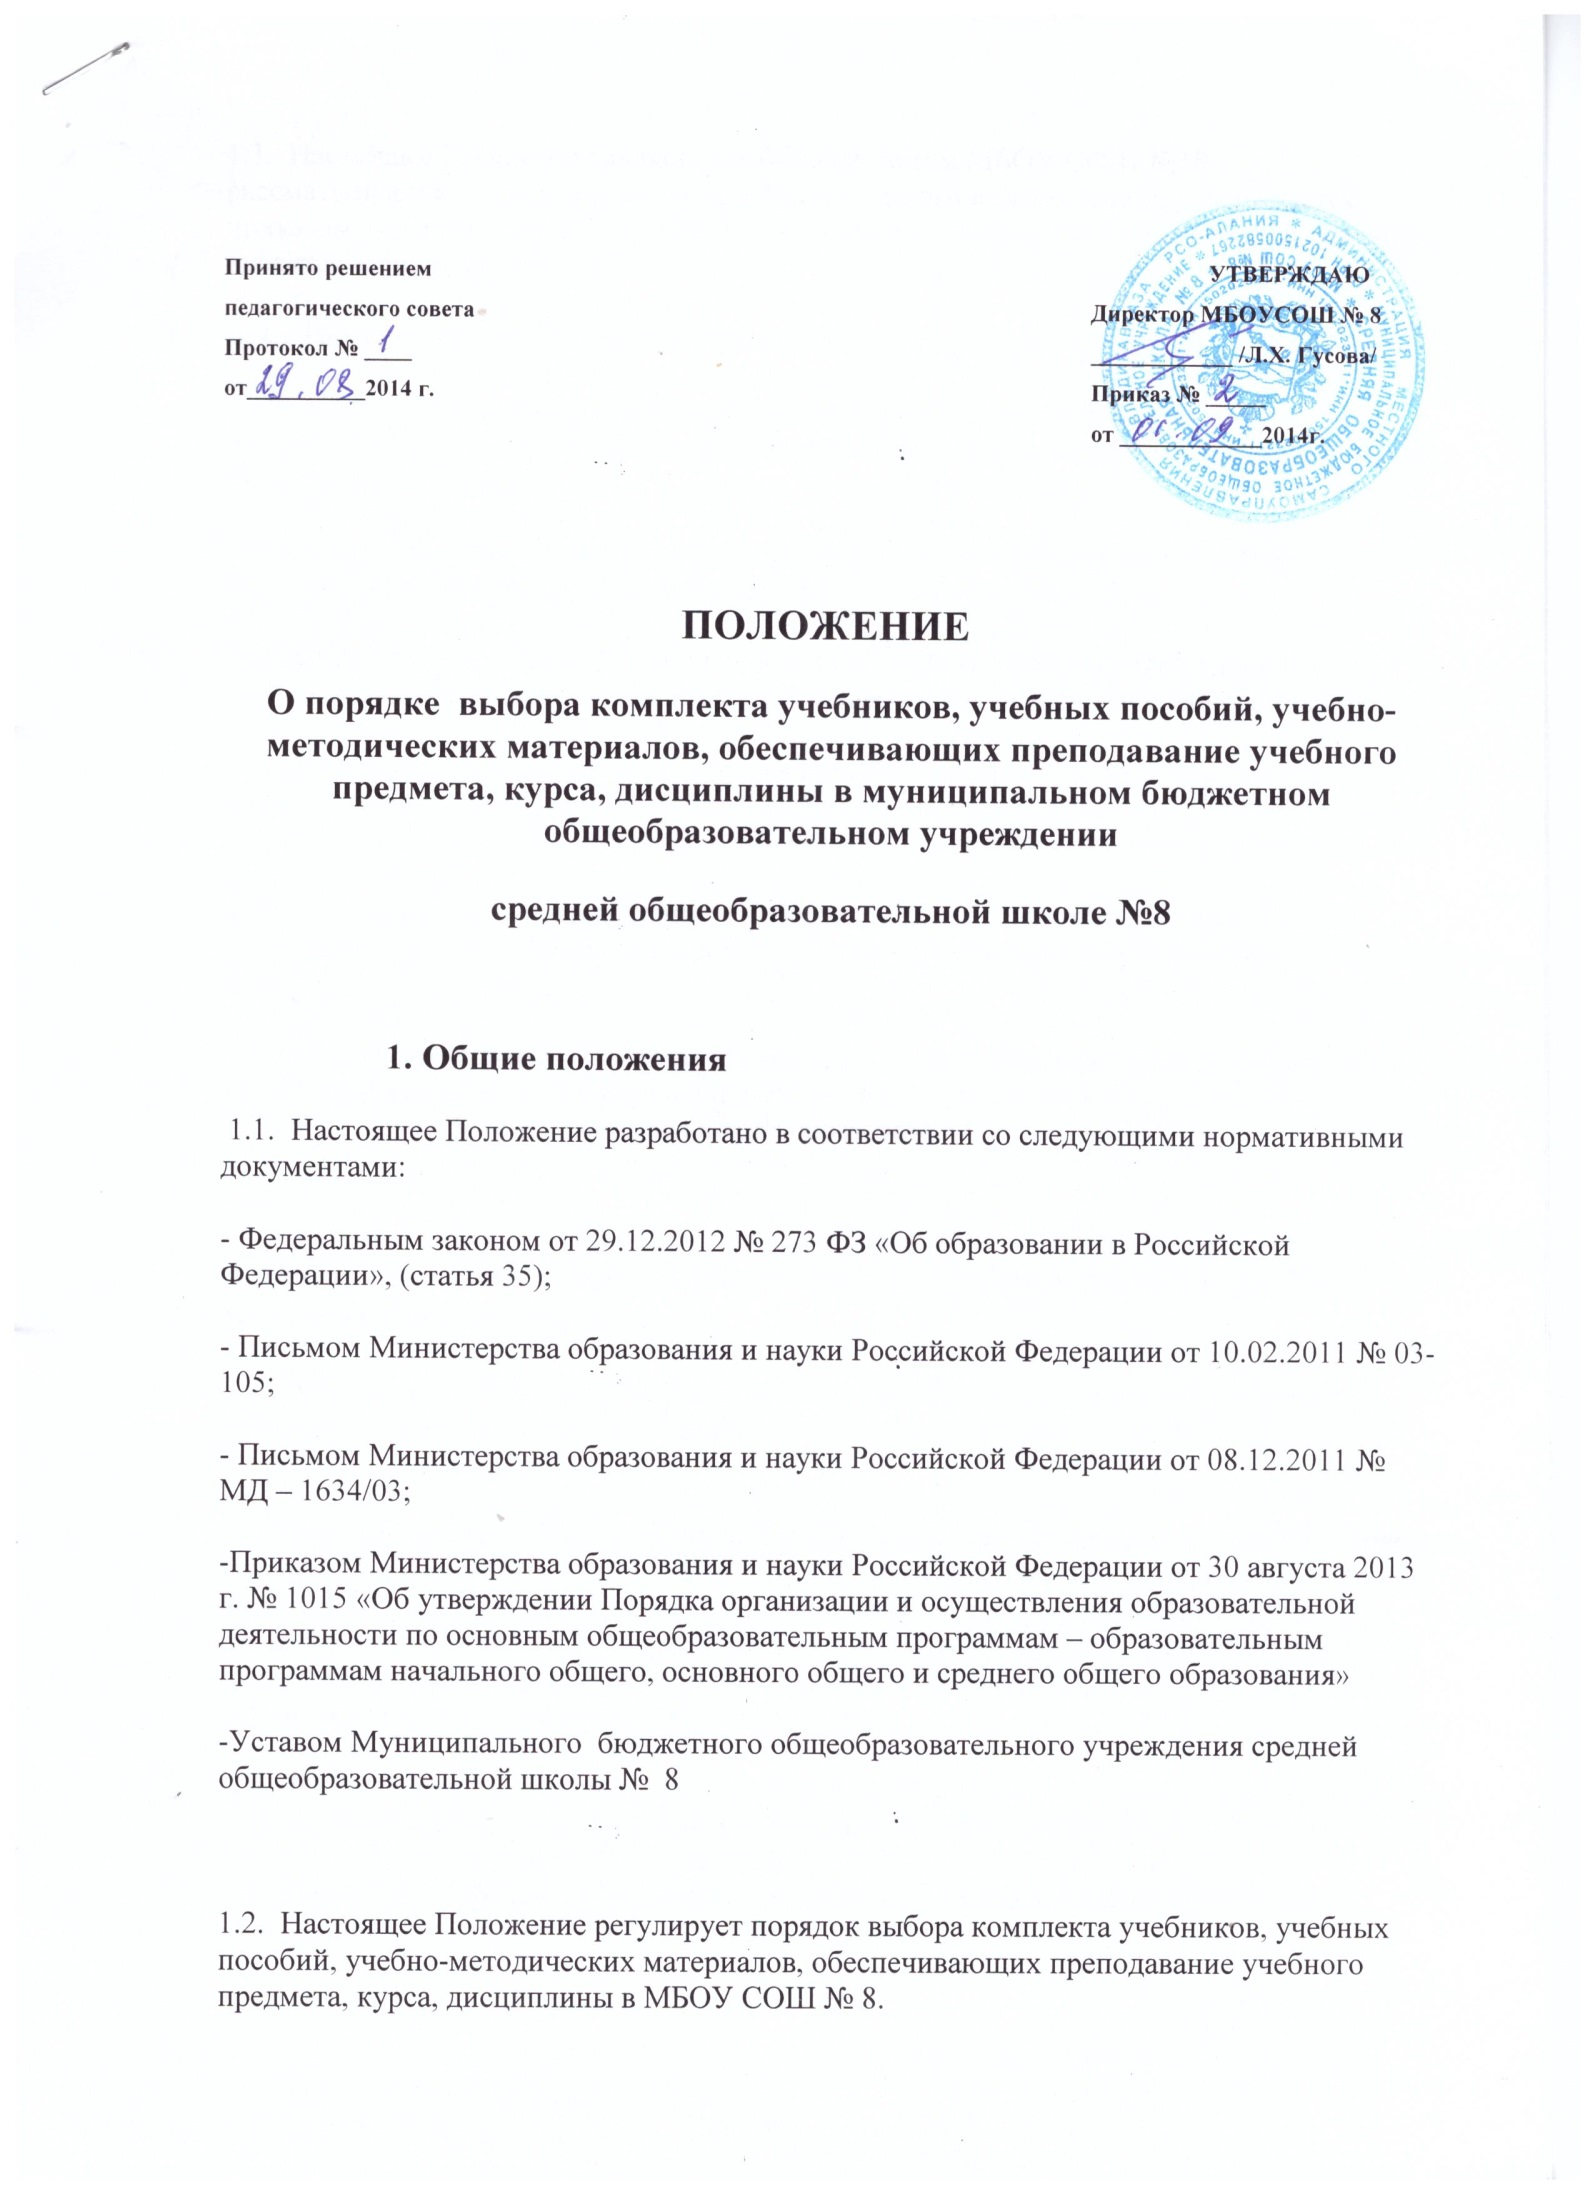 Принято решением
педагогического совета
Протокол № 1
от 29.08 2014 г.
УТВЕРЖДАЮ
Директор МБОУСОШ № 8
/Л.Х. Гусова/
Приказ № 2
от 01.09 2014г.
ПОЛОЖЕНИЕ
О порядке выбора комплекта учебников, учебных пособий, учебно-
методических материалов, обеспечивающих преподавание учебного
предмета, курса, дисциплины в муниципальном бюджетном
общеобразовательном учреждении
средней общеобразовательной школе №8
1. Общие положения
1.1. Настоящее Положение разработано в соответствии со следующими нормативными
документами:
- Федеральным законом от 29.12.2012 № 273 ФЗ «Об образовании в Российской
Федерации», (статья 35);
- Письмом Министерства образования и науки Российской Федерации от 10.02.2011 № 03-
105;
- Письмом Министерства образования и науки Российской Федерации от 08.12.2011 №
МД – 1634/03;
-Приказом Министерства образования и науки Российской Федерации от 30 августа 2013
г. № 1015 «Об утверждении Порядка организации и осуществления образовательной
деятельности по основным общеобразовательным программам – образовательным
программам начального общего, основного общего и среднего общего образования»
-Уставом Муниципального бюджетного общеобразовательного учреждения средней
общеобразовательной школы № 8
1.2. Настоящее Положение регулирует порядок выбора комплекта учебников, учебных
пособий, учебно-методических материалов, обеспечивающих преподавание учебного
предмета, курса, дисциплины в МБОУ СОШ № 8.